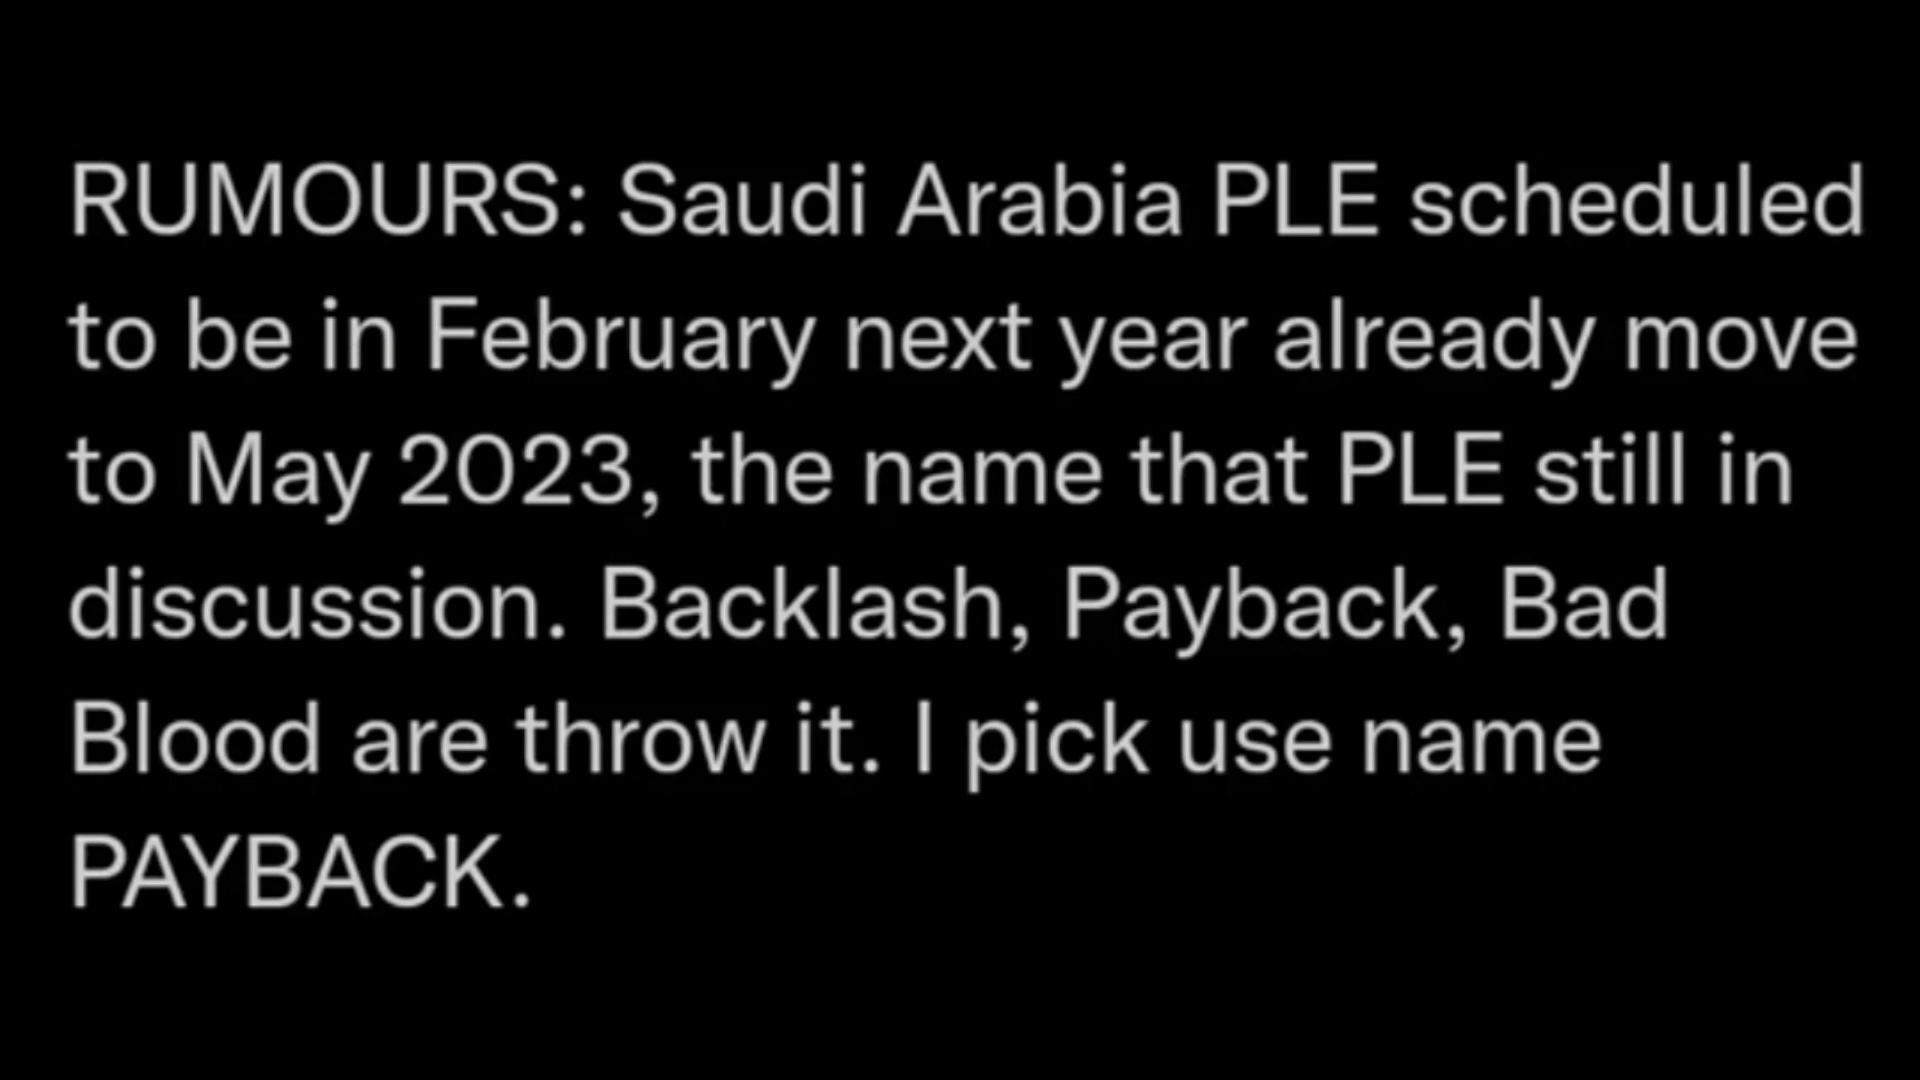 RUMOURS: Saudi Arabia PLE scheduled
to be in February next year already move
to May 2023, the name that PLE still in
discussion. Backlash, Payback, Bad
Blood are throw it. I pick use name
PAYBACK.